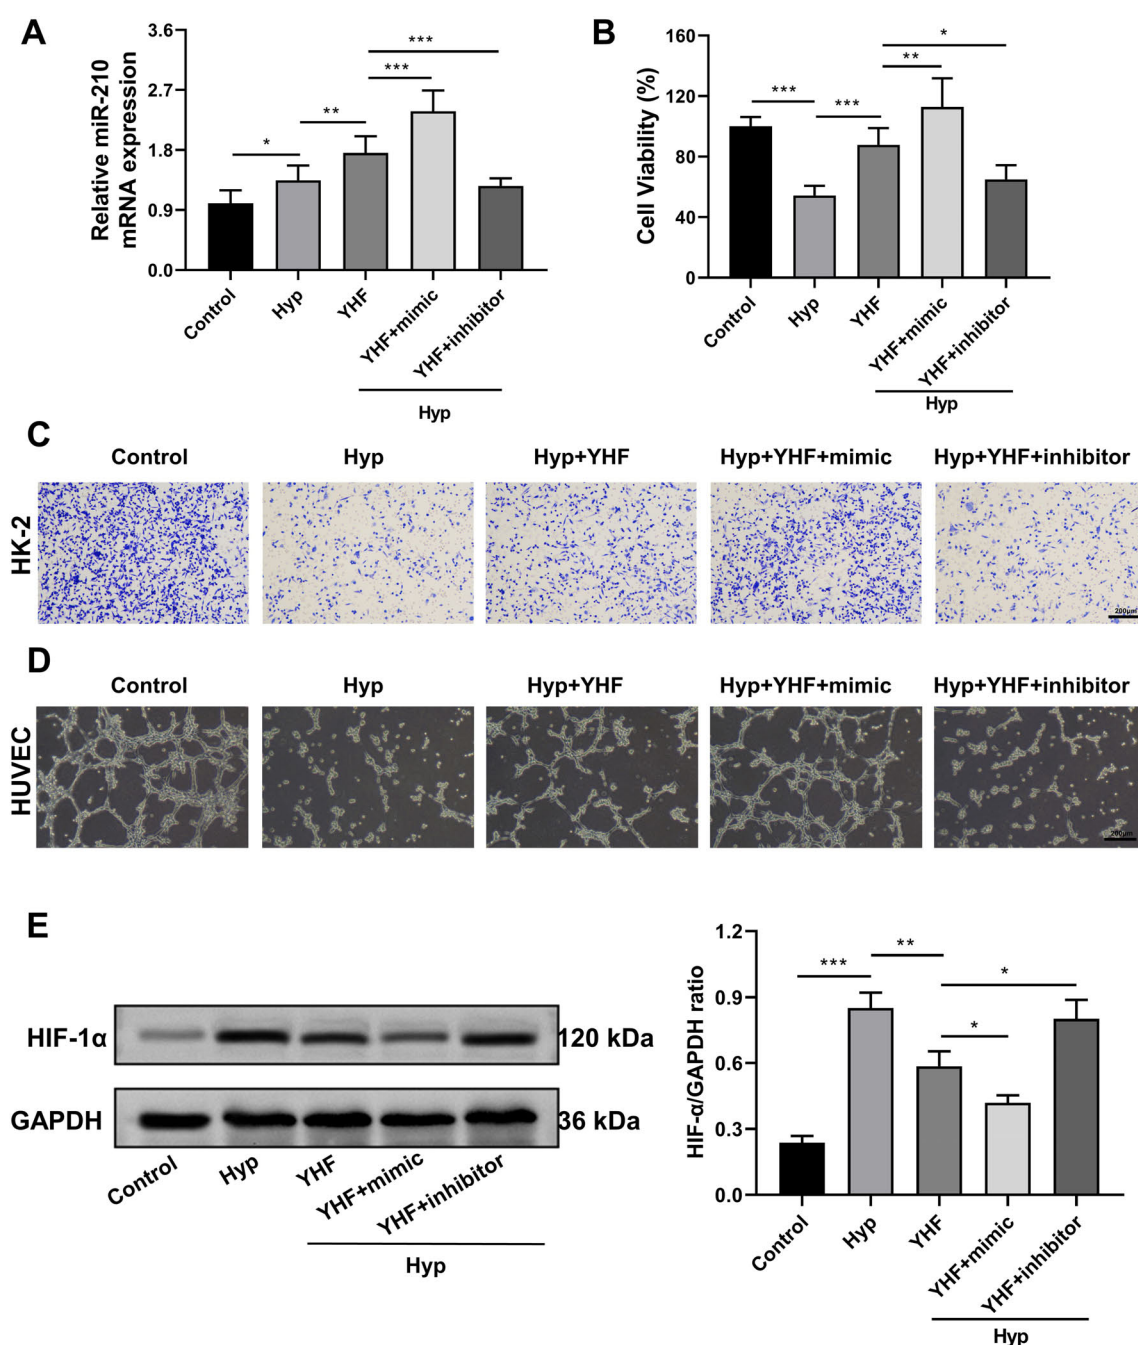 A
Relative miR-210
mRNA expression
3.6
2.7
1.8
0.9
0.0
*
**
***
***
Control
Hyp
YHF
YHF+mimic
YHF+inhibitor
Hyp
B
Cell Viability (%)
160
120
80
40
0
***
***
**
*
Control
Hyp
YHF
YHF+mimic
YHF+inhibitor
Hyp
C
Control
Hyp
Hyp+YHF
Hyp+YHF+mimic
Hyp+YHF+inhibitor
HK-2
200μm
D
Control
Hyp
Hyp+YHF
Hyp+YHF+mimic
Hyp+YHF+inhibitor
HUVEC
200μm
E
HIF-1α
120 kDa
GAPDH
36 kDa
Control
Hyp
YHF
YHF+mimic
YHF+inhibitor
Hyp
HIF-α/GAPDH ratio
1.2
0.9
0.6
0.3
0.0
***
**
*
*
Control
Hyp
YHF
YHF+mimic
YHF+inhibitor
Hyp